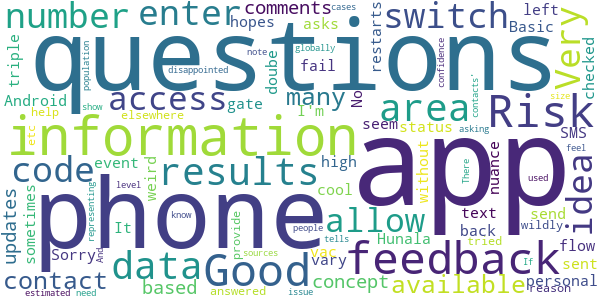 number enter comments switch left cases
hopes asks restarts Basic
triple population questions Very
note globally checked
disappointed doube fail No confidence
Android access gate many I'm area Risk
help elsewhere seem status SMS size
information etc show event
code results weird high allow cool without nuance idea contacts' asking
text send There feel
updates sometimes phone app back used
level It data Good Hunala tried wildly flow
representing know provide people vary var sent
contact Sorry And based concept feedback available personal
estimated need answered sources issue tells If reason